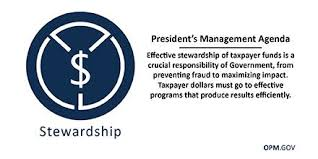 President's Management Agenda
Effective stewardship of taxpayer funds is a
crucial responsibility of Government, from
preventing fraud to maximizing impact.
Taxpayer dollars must go to effective
programs that produce results efficiently.
$
Stewardship
OPM.GOV